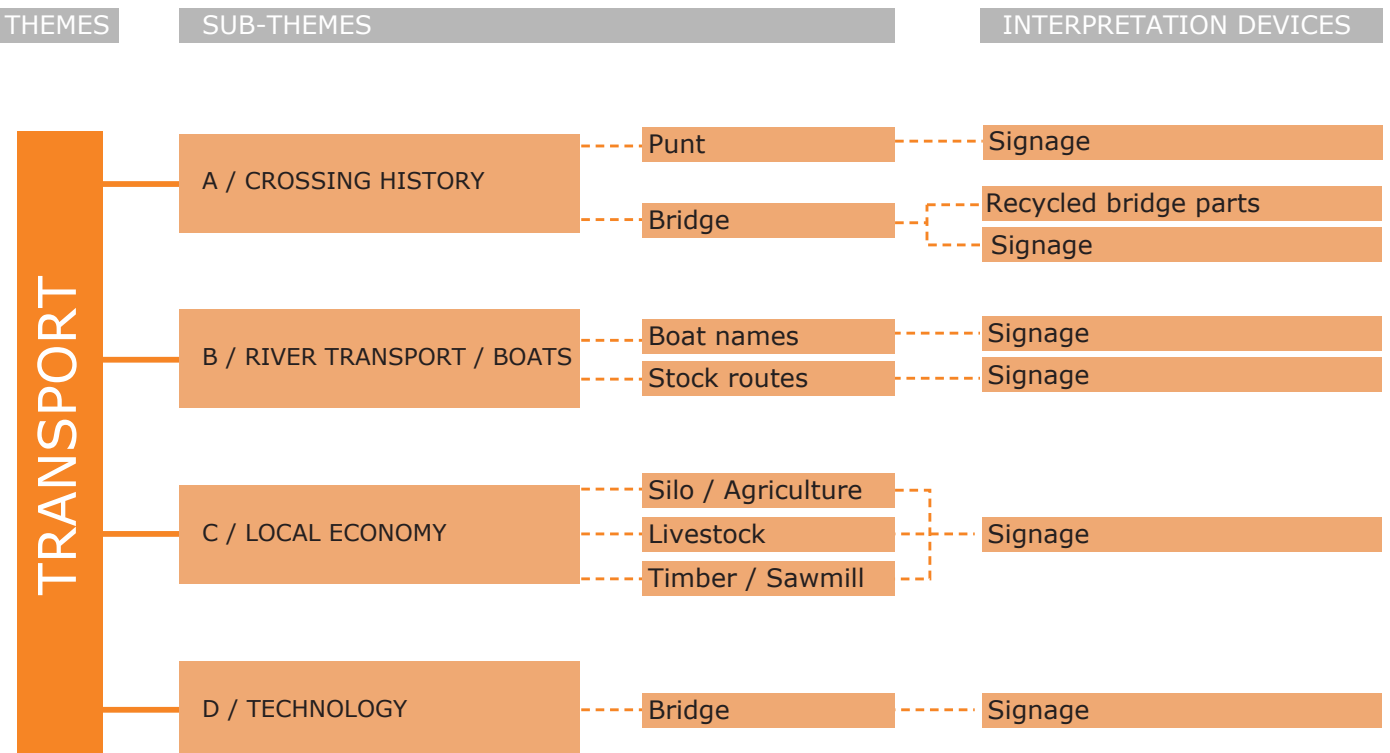 THEMES
SUB-THEMES
INTERPRETATION DEVICES
TRANSPORT
A / CROSSING HISTORY
Punt
Signage
Bridge
Recycled bridge parts
Signage
B / RIVER TRANSPORT / BOATS
Boat names
Signage
Stock routes
Signage
C / LOCAL ECONOMY
Silo / Agriculture
Livestock
Timber / Sawmill
Signage
D / TECHNOLOGY
Bridge
Signage